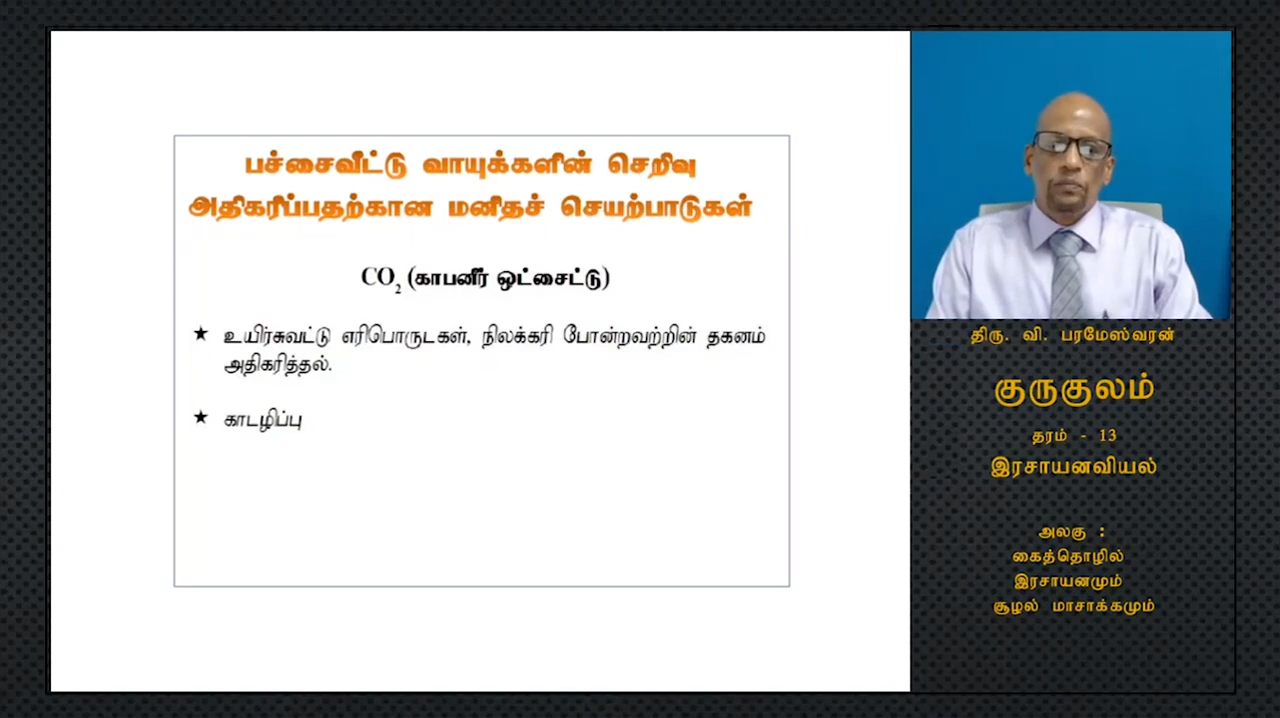 பச்சைவீட்டு வாயுக்களின் செறிவு
அதிகரிப்பதற்கான மனிதச் செயற்பாடுகள்
CO₂ (காபனீர் ஒட்சைட்டு)
★ உயிர்சுவட்டு எரிபொருடகள், நிலக்கரி போன்றவற்றின் தகனம்
அதிகரித்தல்.
★ காடழிப்பு
திரு. வி. பரமேஸ்வரன்
குருகுலம்
தரம் - 13
இரசாயனவியல்
அலகு :
கைத்தொழில்
இரசாயனமும்
சூழல் மாசாக்கமும்